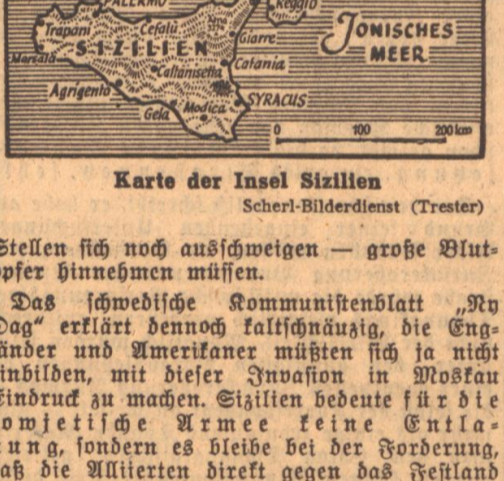 PALERMO
Reggio
Trapani
Cefalù
JONISCHES
MEER
Giarre
SIZILIEN
Marsala
Catania
Caltanisetta
Agrigento
SYRACUS
Gela
Modica
0 100 200 km
Karte der Insel Sizilien
Scherl-Bilderdienst (Trester)
Stellen sich noch ausschweigen — große Blut-
opfer hinnehmen müssen.
Das schwedische Kommunistenblatt „Ny
Dag“ erklärt dennoch kaltschnäuzig, die Eng-
länder und Amerikaner müßten sich ja nicht
einbilden, mit dieser Invasion in Moskau
Eindruck zu machen. Sizilien bedeute für die
sowjetische Armee keine Entla-
tung, sondern es bleibe bei der Forderung,
daß die Alliierten direkt gegen das Festland